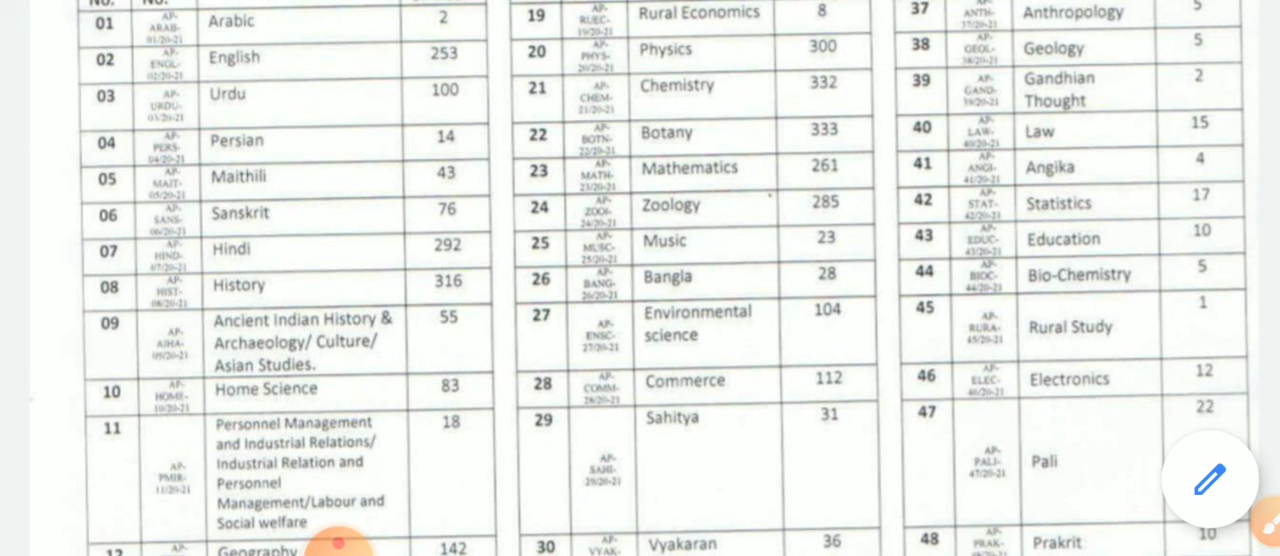 No. No.
01 AP-ARAB-01/20-21 Arabic 2
02 AP-ENGL-02/20-21 English 253
03 AP-URDU-03/20-21 Urdu 100
04 AP-PERS-04/20-21 Persian 14
05 AP-MAIT-05/20-21 Maithili 43
06 AP-SANS-06/20-21 Sanskrit 76
07 AP-HIND-07/20-21 Hindi 292
08 AP-HIST-08/20-21 History 316
09 AP-AIHA-09/20-21 Ancient Indian History & 55
Archaeology/ Culture/
Asian Studies.
10 AP-HOME-10/20-21 Home Science 83
11 AP-PMIR-11/20-21 Personnel Management 18
and Industrial Relations/
Industrial Relation and
Personnel
Management/Labour and
Social welfare
12 AP- Geography 142
19 AP-RUEC-19/20-21 Rural Economics 8
20 AP-PHYS-20/20-21 Physics 300
21 AP-CHEM-21/20-21 Chemistry 332
22 AP-BOTN-22/20-21 Botany 333
23 AP-MATH-23/20-21 Mathematics 261
24 AP-ZOOl-24/20-21 Zoology 285
25 AP-MUSC-25/20-21 Music 23
26 AP-BANG-26/20-21 Bangla 28
27 AP-ENSC-27/20-21 Environmental 104
science
28 AP-COMM-28/20-21 Commerce 112
29 AP-SAHI-29/20-21 Sahitya 31
30 AP-VYAK- Vyakaran 36
37 AP-ANTH-37/20-21 Anthropology 5
38 AP-GEOL-38/20-21 Geology 5
39 AP-GAND-39/20-21 Gandhian 2
Thought
40 AP-LAW-40/20-21 Law 15
41 AP-ANGI-41/20-21 Angika 4
42 AP-STAT-42/20-21 Statistics 17
43 AP-EDUC-43/20-21 Education 10
44 AP-BIOC-44/20-21 Bio-Chemistry 5
45 AP-RURA-45/20-21 Rural Study 1
46 AP-ELEC-46/20-21 Electronics 12
47 AP-PALI-47/20-21 Pali 22
48 AP-PRAK- Prakrit 10